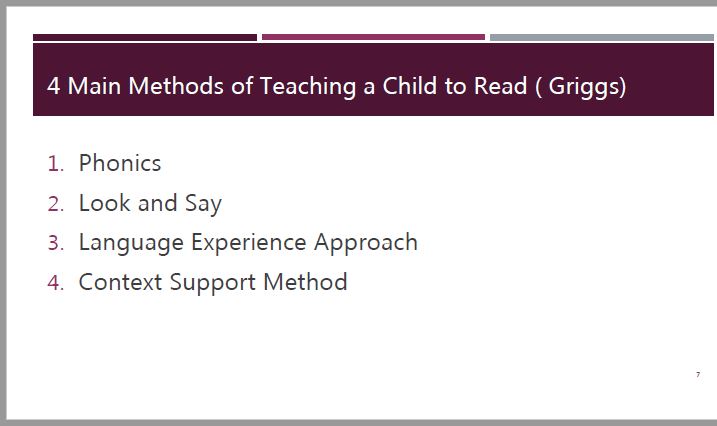 4 Main Methods of Teaching a Child to Read ( Griggs)
1. Phonics
2. Look and Say
3. Language Experience Approach
4. Context Support Method
7